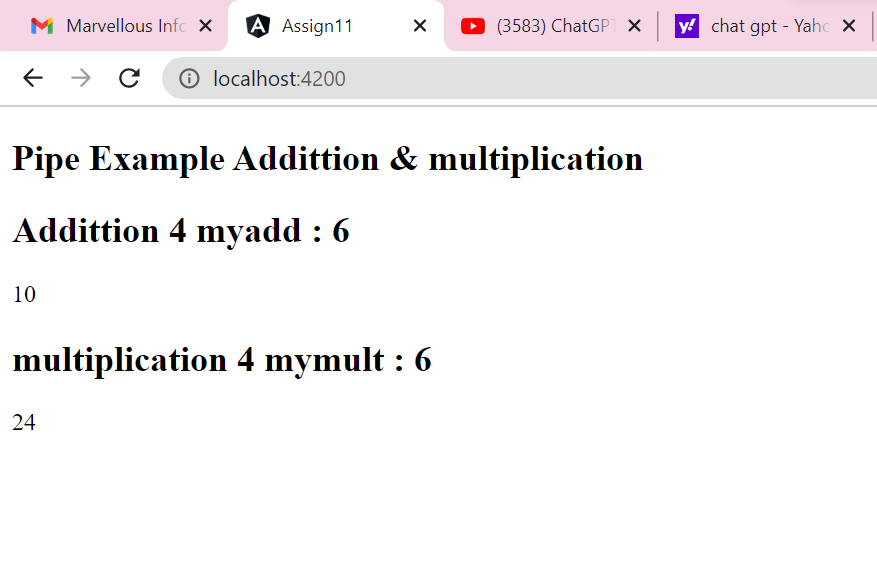 Marvellous Info
Assign11
(3583) ChatGPT
chat gpt - Yaho
localhost:4200
Pipe Example Addittion & multiplication
Addittion 4 myadd : 6
10
multiplication 4 mymult : 6
24